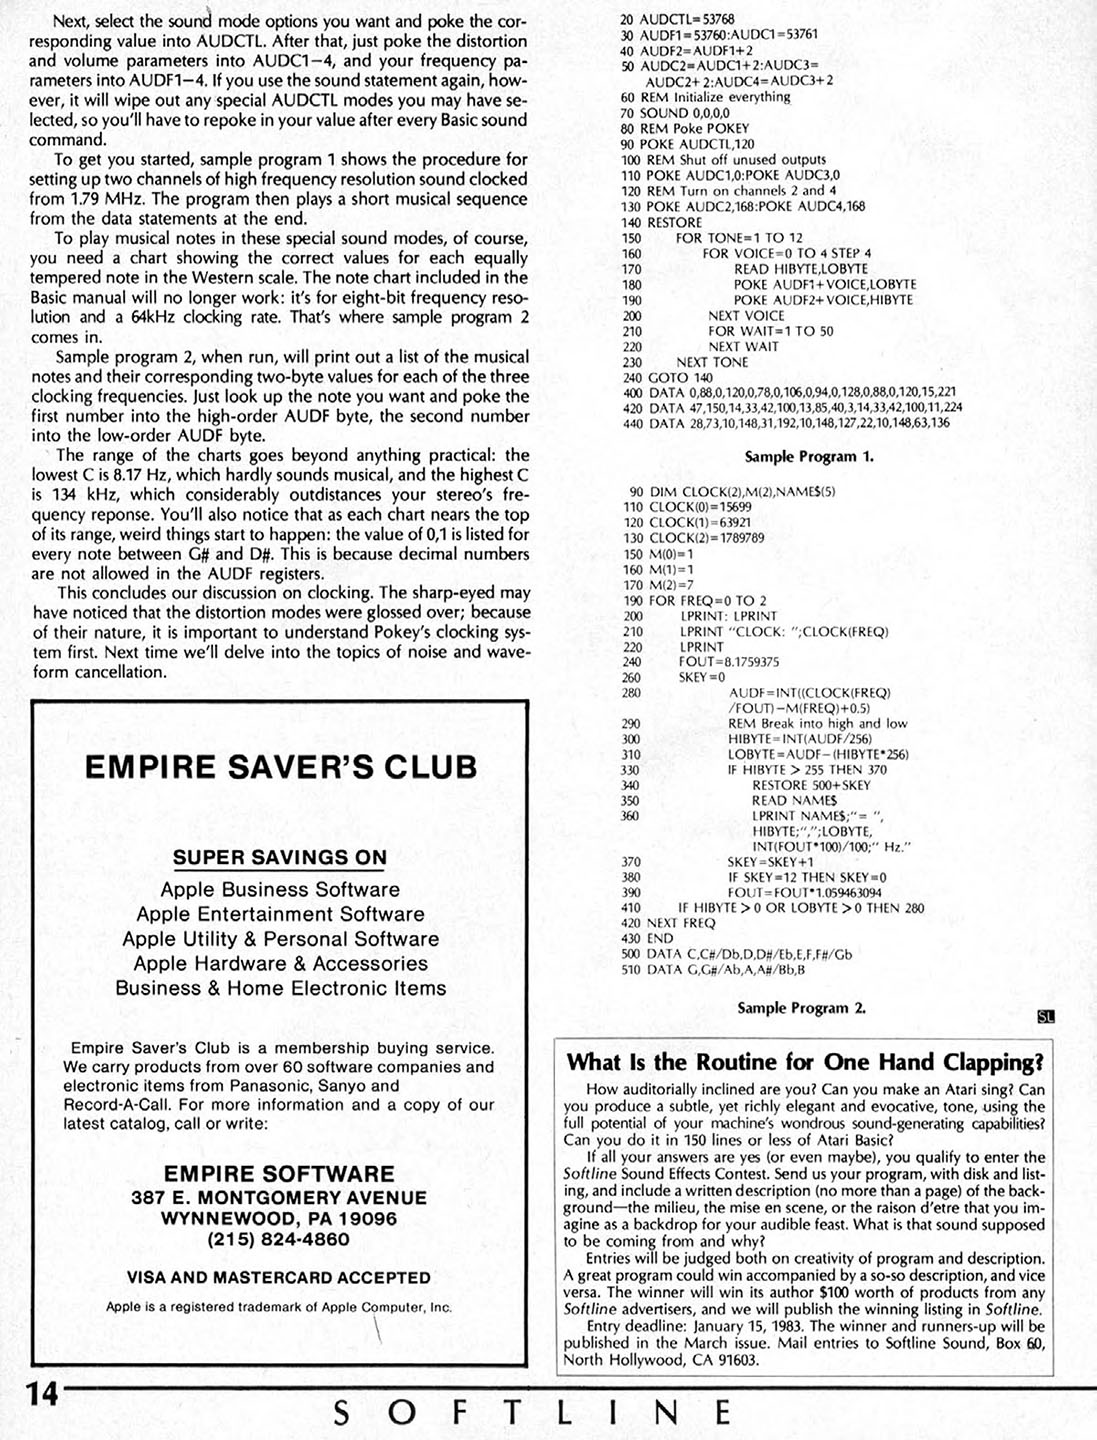 Next, select the sound mode options you want and poke the cor-
responding value into AUDCTL. After that, just poke the distortion
and volume parameters into AUDC1—4, and your frequency pa-
rameters into AUDF1—4. If you use the sound statement again, how-
ever, it will wipe out any special AUDCTL modes you may have se-
lected, so you'll have to repoke in your value after every Basic sound
command.
To get you started, sample program 1 shows the procedure for
setting up two channels of high frequency resolution sound clocked
from 1.79 MHz. The program then plays a short musical sequence
from the data statements at the end.
To play musical notes in these special sound modes, of course,
you need a chart showing the correct values for each equally
tempered note in the Western scale. The note chart included in the
Basic manual will no longer work: it's for eight-bit frequency reso-
lution and a 64kHz clocking rate. That's where sample program 2
comes in.
Sample program 2, when run, will print out a list of the musical
notes and their corresponding two-byte values for each of the three
clocking frequencies. Just look up the note you want and poke the
first number into the high-order AUDF byte, the second number
into the low-order AUDF byte.
The range of the charts goes beyond anything practical: the
lowest C is 8.17 Hz, which hardly sounds musical, and the highest C
is 134 kHz, which considerably outdistances your stereo's fre-
quency reponse. You'll also notice that as each chart nears the top
of its range, weird things start to happen: the value of 0,1 is listed for
every note between G# and D#. This is because decimal numbers
are not allowed in the AUDF registers.
This concludes our discussion on clocking. The sharp-eyed may
have noticed that the distortion modes were glossed over; because
of their nature, it is important to understand Pokey's clocking sys-
tem first. Next time we'll delve into the topics of noise and wave-
form cancellation.
EMPIRE SAVER'S CLUB
SUPER SAVINGS ON
Apple Business Software
Apple Entertainment Software
Apple Utility & Personal Software
Apple Hardware & Accessories
Business & Home Electronic Items
Empire Saver's Club is a membership buying service.
We carry products from over 60 software companies and
electronic items from Panasonic, Sanyo and
Record-A-Call. For more information and a copy of our
latest catalog, call or write:
EMPIRE SOFTWARE
387 E. MONTGOMERY AVENUE
WYNNEWOOD, PA 19096
(215) 824-4860
VISA AND MASTERCARD ACCEPTED
Apple is a registered trademark of Apple Computer, Inc.
20 AUDCTL=53768
30 AUDF1=53760:AUDC1=53761
40 AUDF2=AUDF1+2
50 AUDC2=AUDC1+2:AUDC3=
AUDC2+2:AUDC4=AUDC3+2
60 REM Initialize everything
70 SOUND 0,0,0,0
80 REM Poke POKEY
90 POKE AUDCTL,120
100 REM Shut off unused outputs
110 POKE AUDC1,0:POKE AUDC3,0
120 REM Turn on channels 2 and 4
130 POKE AUDC2,168:POKE AUDC4,168
140 RESTORE
150 FOR TONE=1 TO 12
160 FOR VOICE=0 TO 4 STEP 4
170 READ HIBYTE,LOBYTE
180 POKE AUDF1+VOICE,LOBYTE
190 POKE AUDF2+VOICE,HIBYTE
200 NEXT VOICE
210 FOR WAIT=1 TO 50
220 NEXT WAIT
230 NEXT TONE
240 GOTO 140
400 DATA 0,88,0,120,0,78,0,106,0,94,0,128,0,88,0,120,15,221
420 DATA 47,150,14,33,42,100,13,85,40,3,14,33,42,100,11,224
440 DATA 28,73,10,148,31,192,10,148,127,22,10,148,63,136
Sample Program 1.
90 DIM CLOCK(2),M(2),NAME$(5)
110 CLOCK(0)=15699
120 CLOCK(1)=63921
130 CLOCK(2)=1789789
150 M(0)=1
160 M(1)=1
170 M(2)=7
190 FOR FREQ=0 TO 2
200 LPRINT: LPRINT
210 LPRINT "CLOCK: ";CLOCK(FREQ)
220 LPRINT
240 FOUT=8.1759375
260 SKEY=0
280 AUDF=INT((CLOCK(FREQ)
/FOUT)−M(FREQ)+0.5)
290 REM Break into high and low
300 HIBYTE=INT(AUDF/256)
310 LOBYTE=AUDF−(HIBYTE*256)
330 IF HIBYTE > 255 THEN 370
340 RESTORE 500+SKEY
350 READ NAME$
360 LPRINT NAME$;"= ",
HIBYTE;",";LOBYTE,
INT(FOUT*100)/100;" Hz."
370 SKEY=SKEY+1
380 IF SKEY=12 THEN SKEY=0
390 FOUT=FOUT*1.059463094
410 IF HIBYTE > 0 OR LOBYTE > 0 THEN 280
420 NEXT FREQ
430 END
500 DATA C,C#/Db,D,D#/Eb,E,F,F#/Gb
510 DATA G,G#/Ab,A,A#/Bb,B
Sample Program 2.
SL
What Is the Routine for One Hand Clapping?
How auditorially inclined are you? Can you make an Atari sing? Can
you produce a subtle, yet richly elegant and evocative, tone, using the
full potential of your machine's wondrous sound-generating capabilities?
Can you do it in 150 lines or less of Atari Basic?
If all your answers are yes (or even maybe), you qualify to enter the
Softline Sound Effects Contest. Send us your program, with disk and list-
ing, and include a written description (no more than a page) of the back-
ground—the milieu, the mise en scene, or the raison d'etre that you im-
agine as a backdrop for your audible feast. What is that sound supposed
to be coming from and why?
Entries will be judged both on creativity of program and description.
A great program could win accompanied by a so-so description, and vice
versa. The winner will win its author $100 worth of products from any
Softline advertisers, and we will publish the winning listing in Softline.
Entry deadline: January 15, 1983. The winner and runners-up will be
published in the March issue. Mail entries to Softline Sound, Box 60,
North Hollywood, CA 91603.
14
SOFTLINE